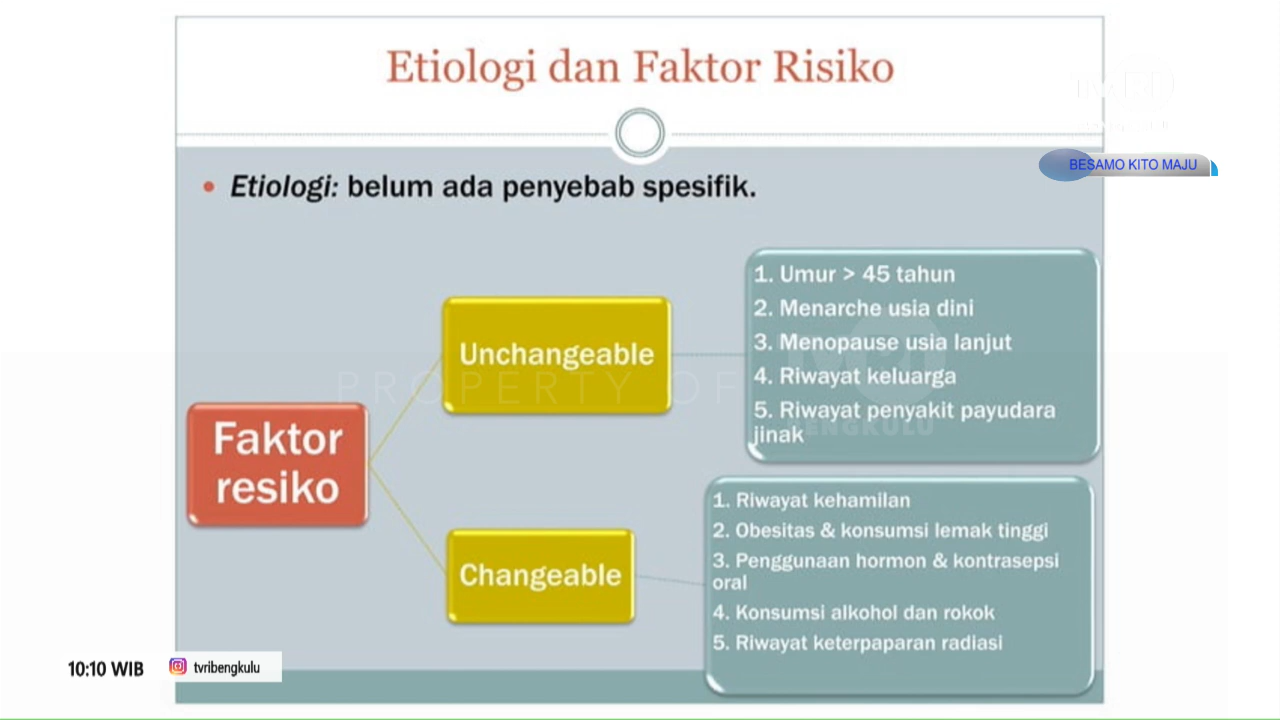 Etiologi dan Faktor Risiko
BESAMO KITO MAJU
• Etiologi: belum ada penyebab spesifik.
Faktor
resiko
Unchangeable
1. Umur > 45 tahun
2. Menarche usia dini
3. Menopause usia lanjut
4. Riwayat keluarga
5. Riwayat penyakit payudara
jinak
PROPERTY OF
BENGKULU
Changeable
1. Riwayat kehamilan
2. Obesitas & konsumsi lemak tinggi
3. Penggunaan hormon & kontrasepsi
oral
4. Konsumsi alkohol dan rokok
5. Riwayat keterpaparan radiasi
10:10 WIB
tvribengkulu